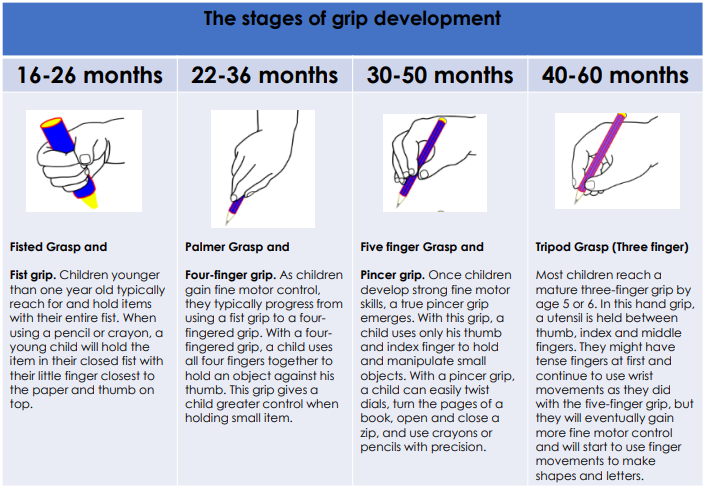 The stages of grip development
16-26 months
22-36 months
30-50 months
40-60 months
Fisted Grasp and
Fist grip. Children younger
than one year old typically
reach for and hold items
with their entire fist. When
using a pencil or crayon, a
young child will hold the
item in their closed fist with
their little finger closest to
the paper and thumb on
top.
Palmer Grasp and
Four-finger grip. As children
gain fine motor control,
they typically progress from
using a fist grip to a four-
fingered grip. With a four-
fingered grip, a child uses
all four fingers together to
hold an object against his
thumb. This grip gives a
child greater control when
holding small item.
Five finger Grasp and
Pincer grip. Once children
develop strong fine motor
skills, a true pincer grip
emerges. With this grip, a
child uses only his thumb
and index finger to hold
and manipulate small
objects. With a pincer grip,
a child can easily twist
dials, turn the pages of a
book, open and close a
zip, and use crayons or
pencils with precision.
Tripod Grasp (Three finger)
Most children reach a
mature three-finger grip by
age 5 or 6. In this hand grip,
a utensil is held between
thumb, index and middle
fingers. They might have
tense fingers at first and
continue to use wrist
movements as they did
with the five-finger grip, but
they will eventually gain
more fine motor control
and will start to use finger
movements to make
shapes and letters.